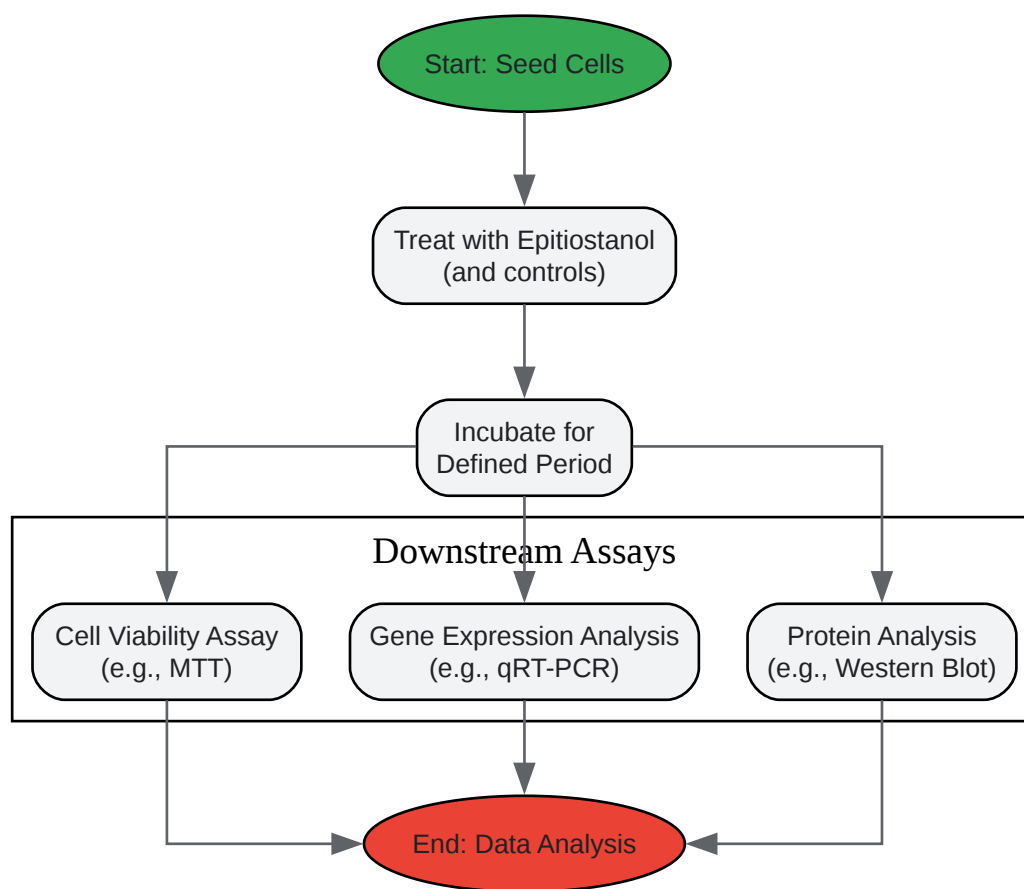 Start: Seed Cells
Treat with Epitiostanol
(and controls)
Incubate for
Defined Period
Downstream Assays
Cell Viability Assay
(e.g., MTT)
Gene Expression Analysis
(e.g., qRT-PCR)
Protein Analysis
(e.g., Western Blot)
End: Data Analysis